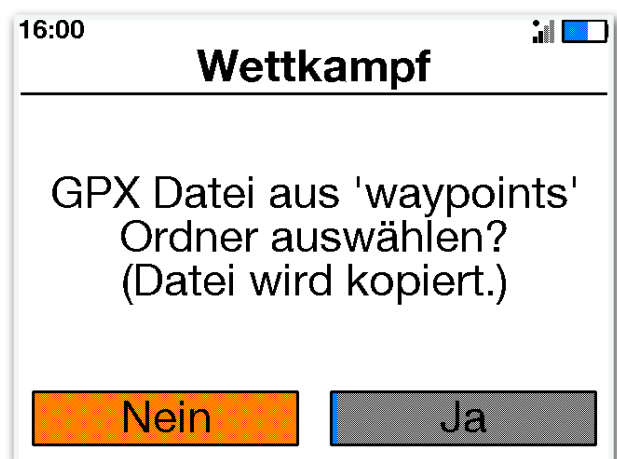 16:00
Wettkampf
GPX Datei aus 'waypoints'
Ordner auswählen?
(Datei wird kopiert.)
Nein
Ja